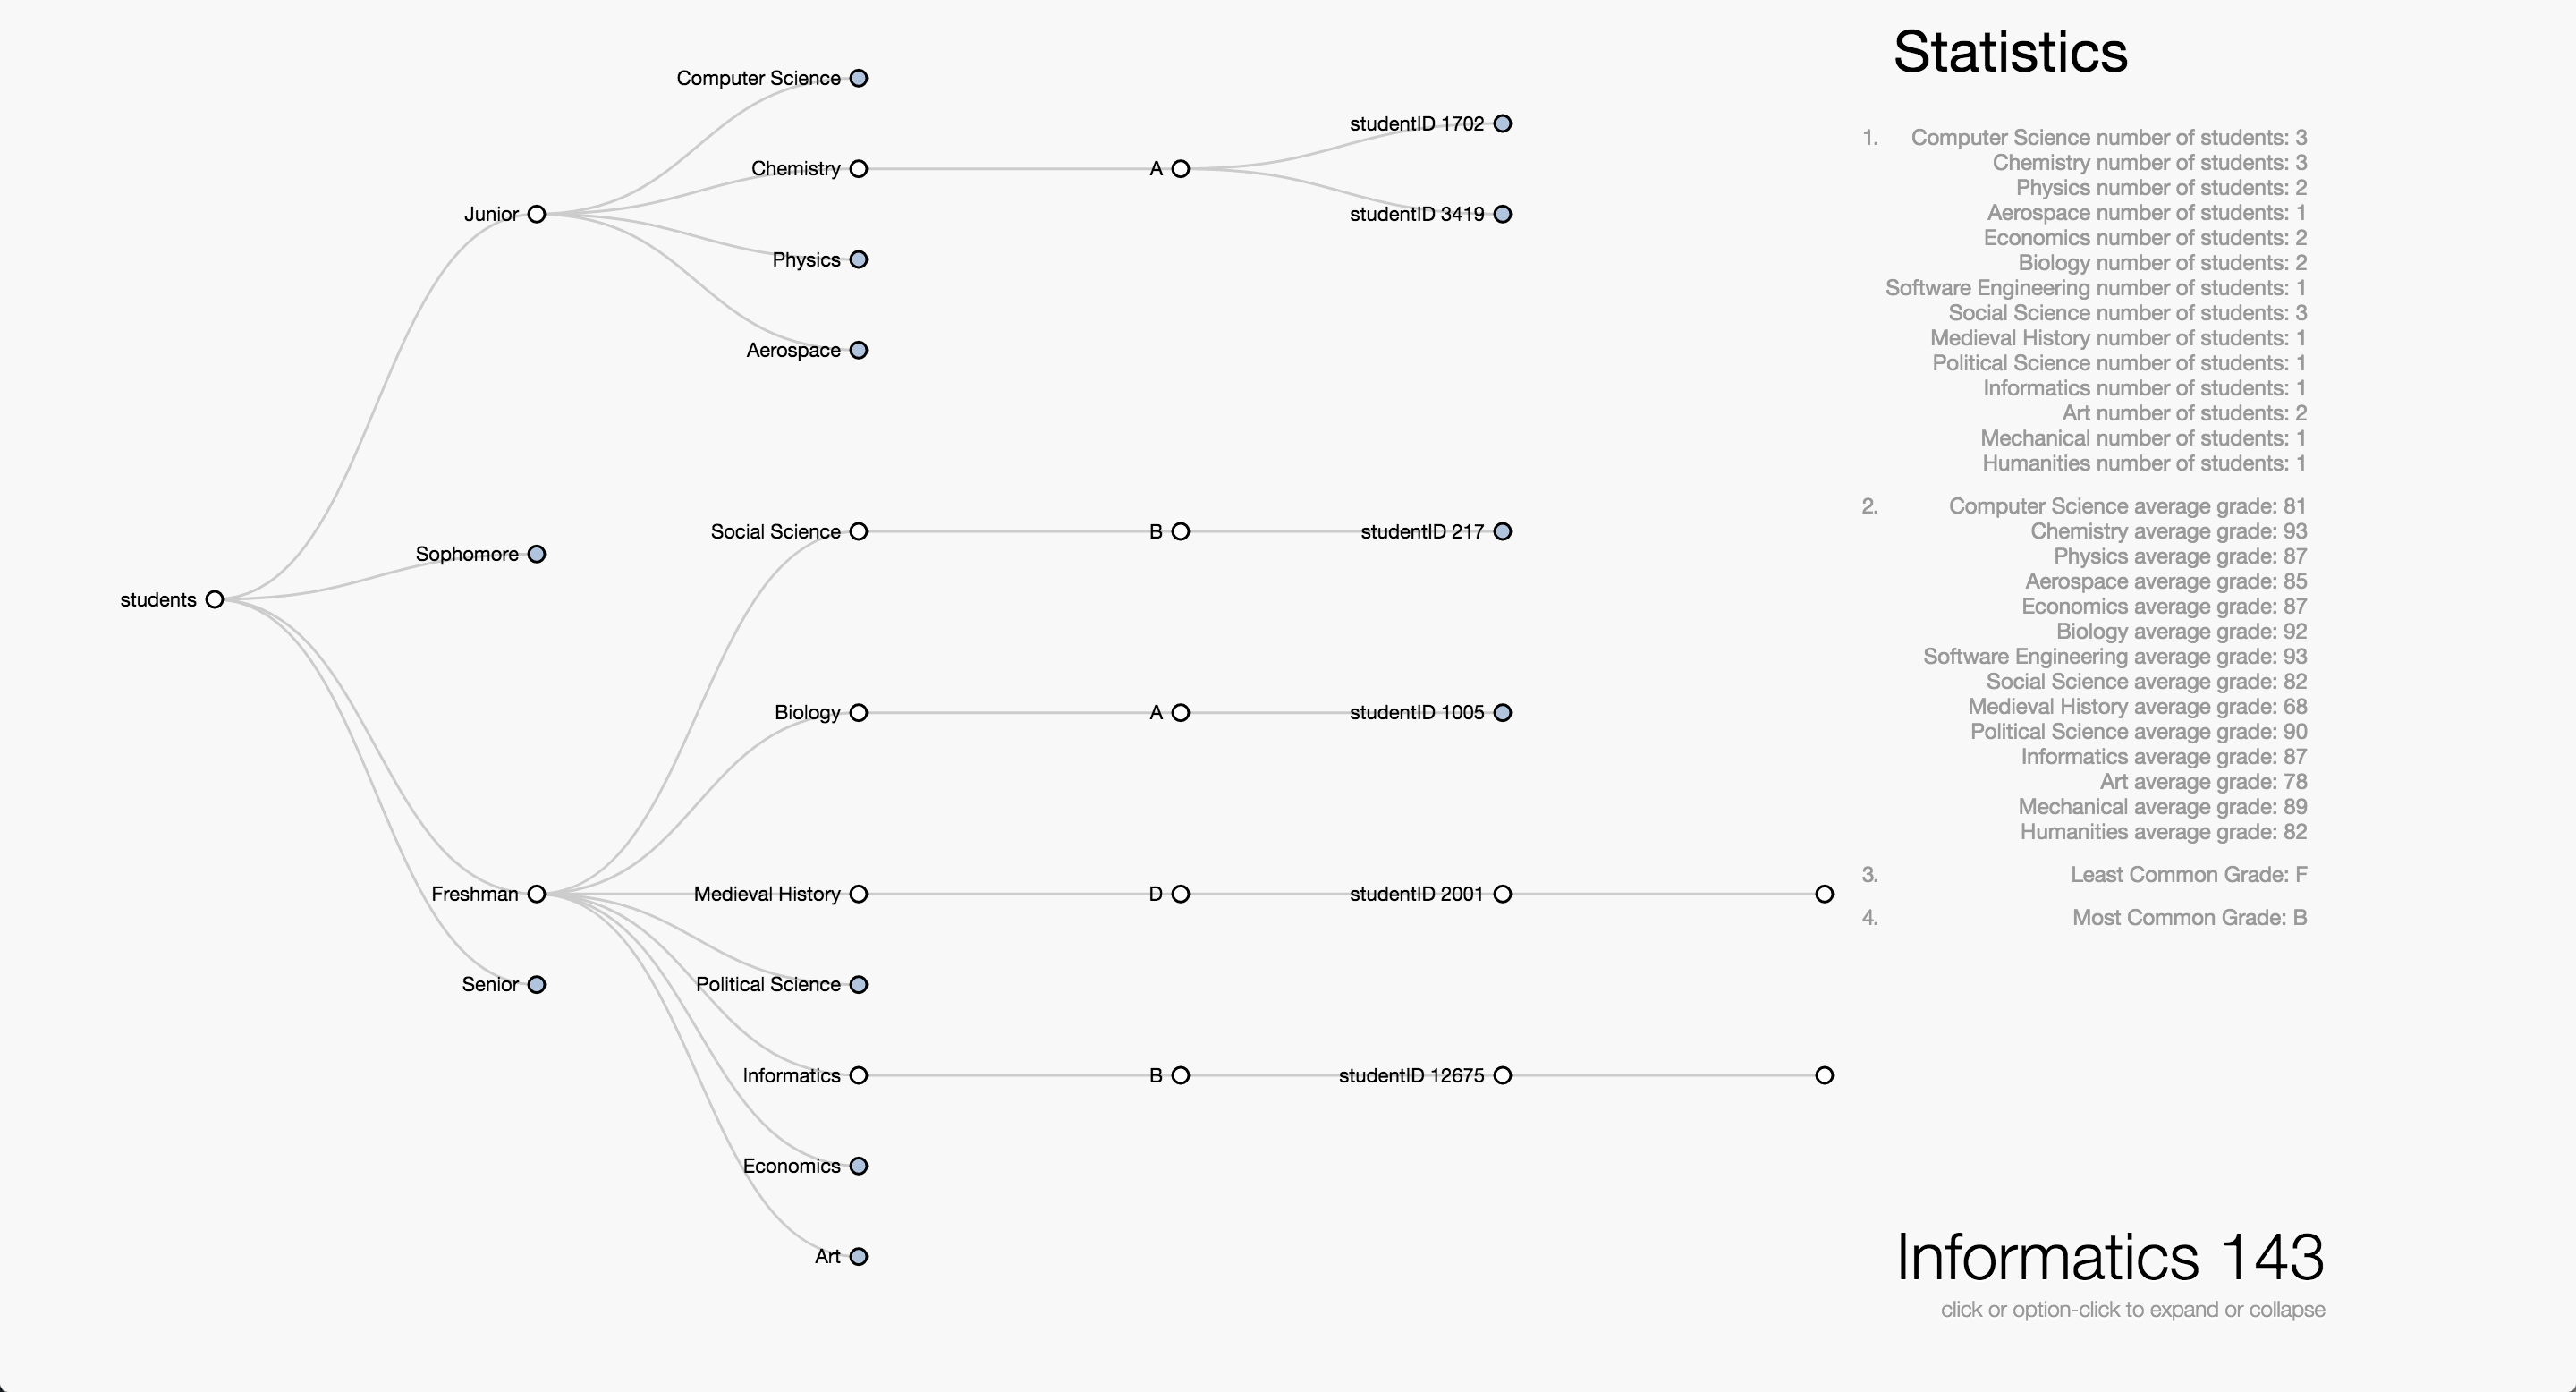 Statistics
Computer Science
studentID 1702
Chemistry
A
Junior
studentID 3419
Physics
Aerospace
Social Science
B
studentID 217
Sophomore
students
Biology
A
studentID 1005
Freshman
Medieval History
D
studentID 2001
Senior
Political Science
Informatics
B
studentID 12675
Economics
Art
1. Computer Science number of students: 3
Chemistry number of students: 3
Physics number of students: 2
Aerospace number of students: 1
Economics number of students: 2
Biology number of students: 2
Software Engineering number of students: 1
Social Science number of students: 3
Medieval History number of students: 1
Political Science number of students: 1
Informatics number of students: 1
Art number of students: 2
Mechanical number of students: 1
Humanities number of students: 1
2. Computer Science average grade: 81
Chemistry average grade: 93
Physics average grade: 87
Aerospace average grade: 85
Economics average grade: 87
Biology average grade: 92
Software Engineering average grade: 93
Social Science average grade: 82
Medieval History average grade: 68
Political Science average grade: 90
Informatics average grade: 87
Art average grade: 78
Mechanical average grade: 89
Humanities average grade: 82
3. Least Common Grade: F
4. Most Common Grade: B
Informatics 143
click or option-click to expand or collapse